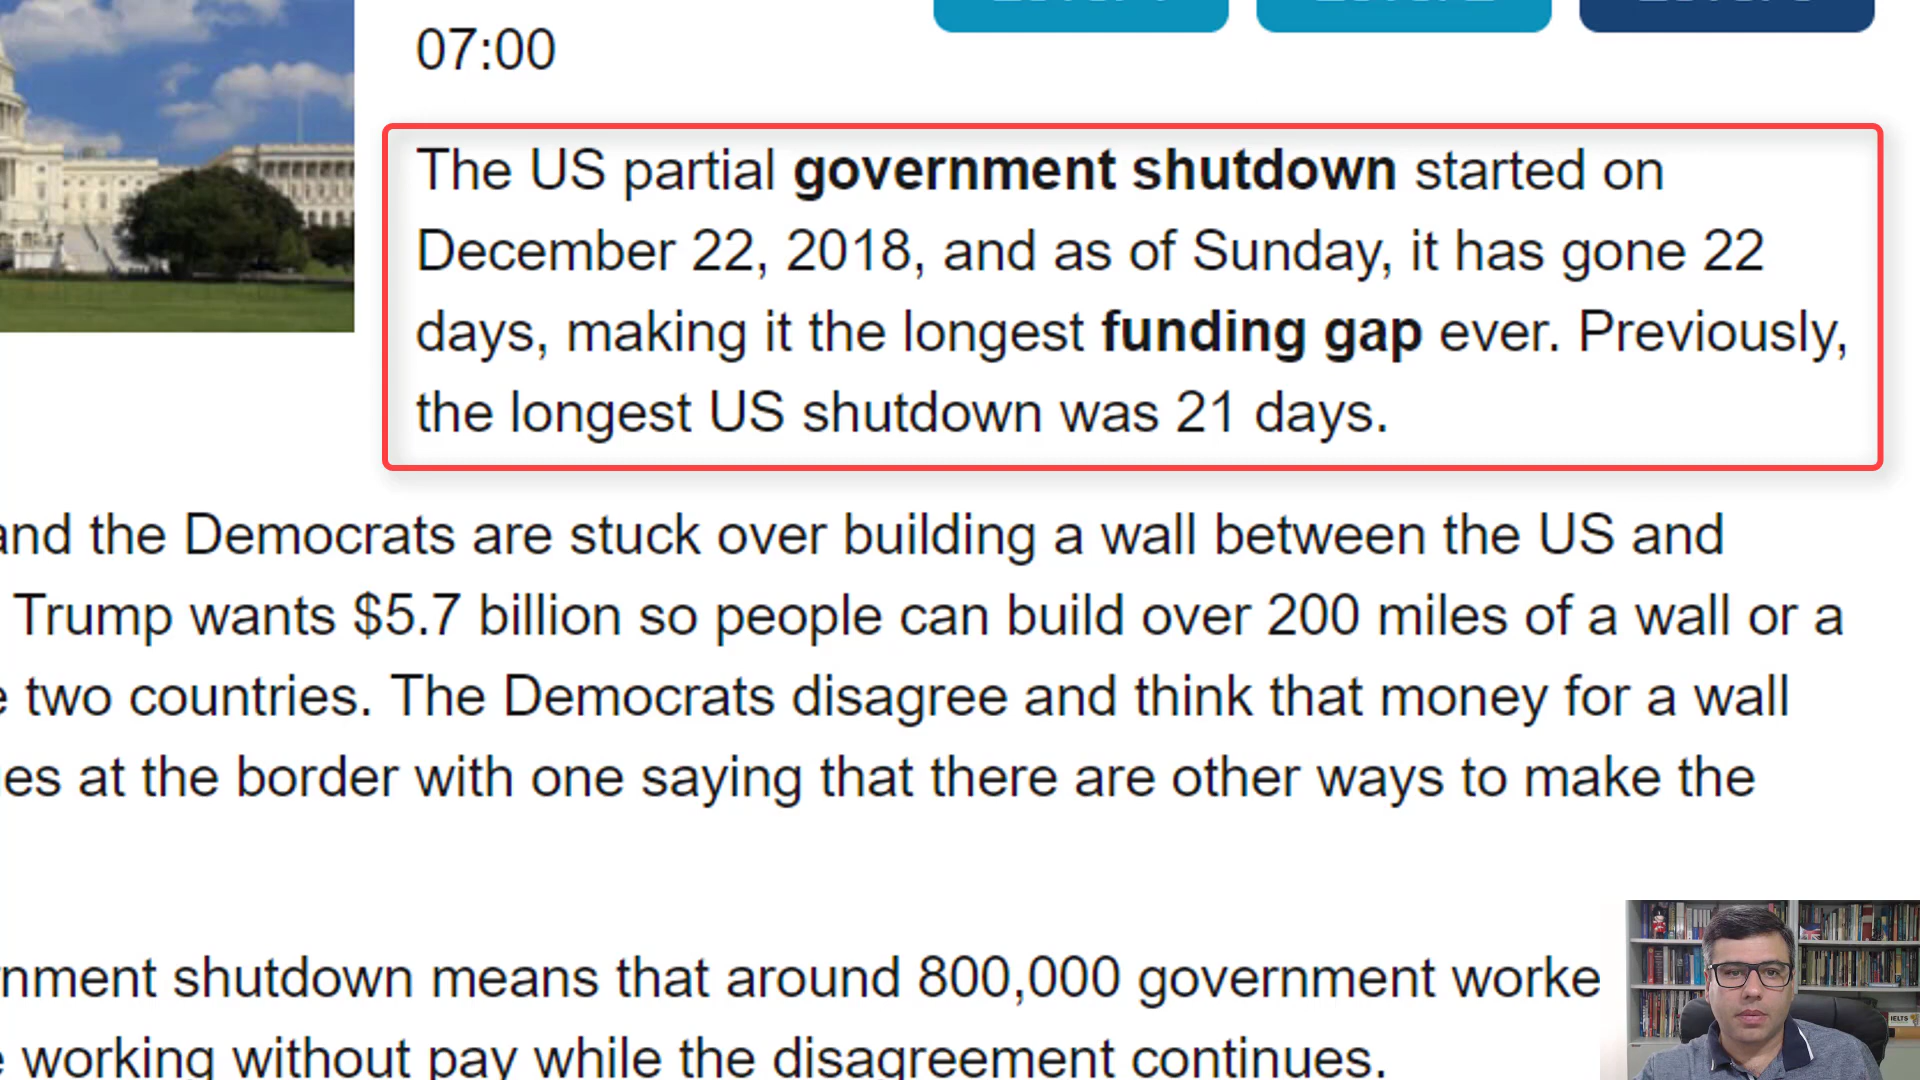 07:00
The US partial government shutdown started on
December 22, 2018, and as of Sunday, it has gone 22
days, making it the longest funding gap ever. Previously,
the longest US shutdown was 21 days.
and the Democrats are stuck over building a wall between the US and
Trump wants $5.7 billion so people can build over 200 miles of a wall or a
two countries. The Democrats disagree and think that money for a wall
es at the border with one saying that there are other ways to make the
nment shutdown means that around 800,000 government worke
working without pay while the disagreement continues.
IELTS